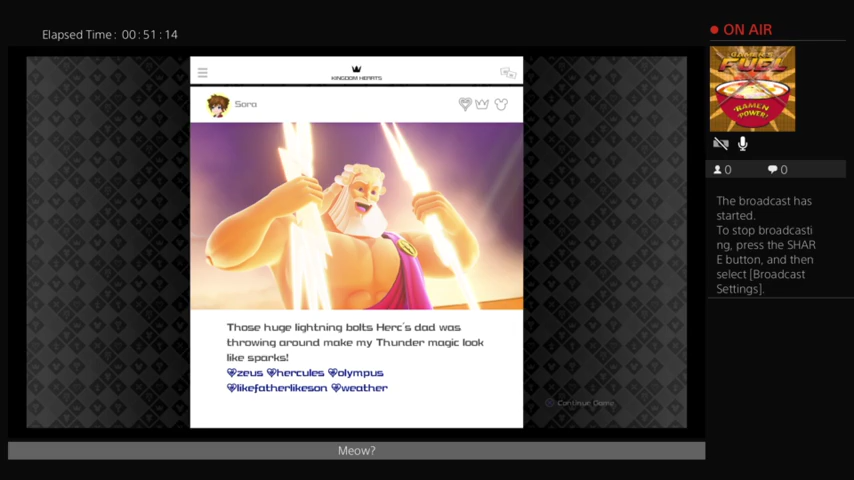 Elapsed Time: 00:51:14
ON AIR
KINGDOM HEARTS
Sora
GAMER
FUEL
RAMEN
POWER!
0
0
The broadcast has
started.
To stop broadcasti
ng, press the SHAR
E button, and then
select [Broadcast
Settings].
Those huge lightning bolts Herc's dad was
throwing around make my Thunder magic look
like sparks!
zeus hercules olympus
likefatherlikeson weather
Continue Game
Meow?